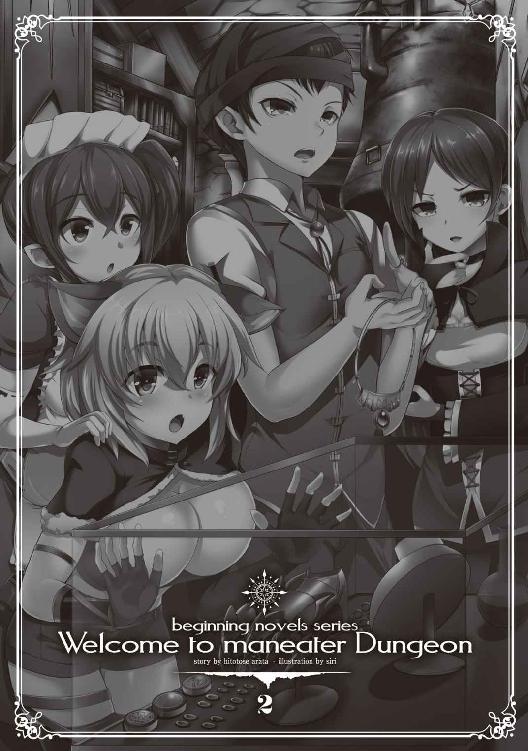 beginning novels series
Welcome to maneater Dungeon
story by hitotose arata - illustration by siri
2